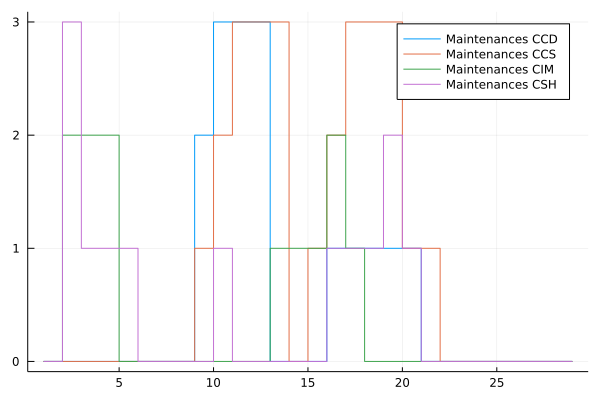 3
Maintenances CCD
Maintenances CCS
Maintenances CIM
Maintenances CSH
2
1
0
5 10 15 20 25